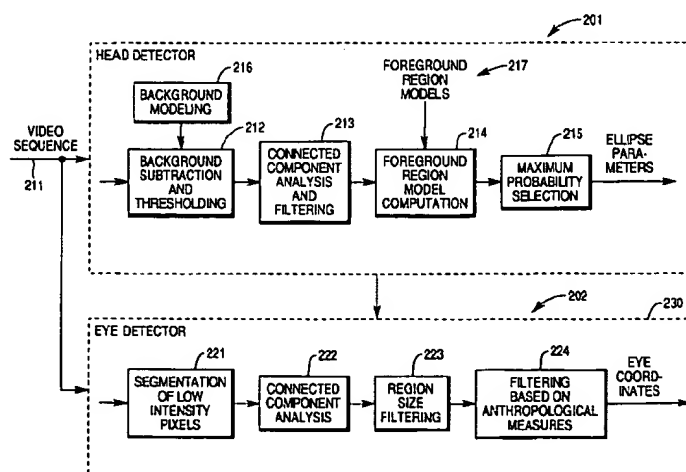 201
HEAD DETECTOR
216
BACKGROUND
MODELING
FOREGROUND
REGION
MODELS
217
VIDEO
SEQUENCE
211
212
BACKGROUND
SUBTRACTION
AND
THRESHOLDING
213
CONNECTED
COMPONENT
ANALYSIS
AND
FILTERING
214
FOREGROUND
REGION
MODEL
COMPUTATION
215
MAXIMUM
PROBABILITY
SELECTION
ELLIPSE
PARA-
METERS
202
230
EYE DETECTOR
221
SEGMENTATION
OF LOW
INTENSITY
PIXELS
222
CONNECTED
COMPONENT
ANALYSIS
223
REGION
SIZE
FILTERING
224
FILTERING
BASED ON
ANTHROPOLOGICAL
MEASURES
EYE
COORD-
INATES